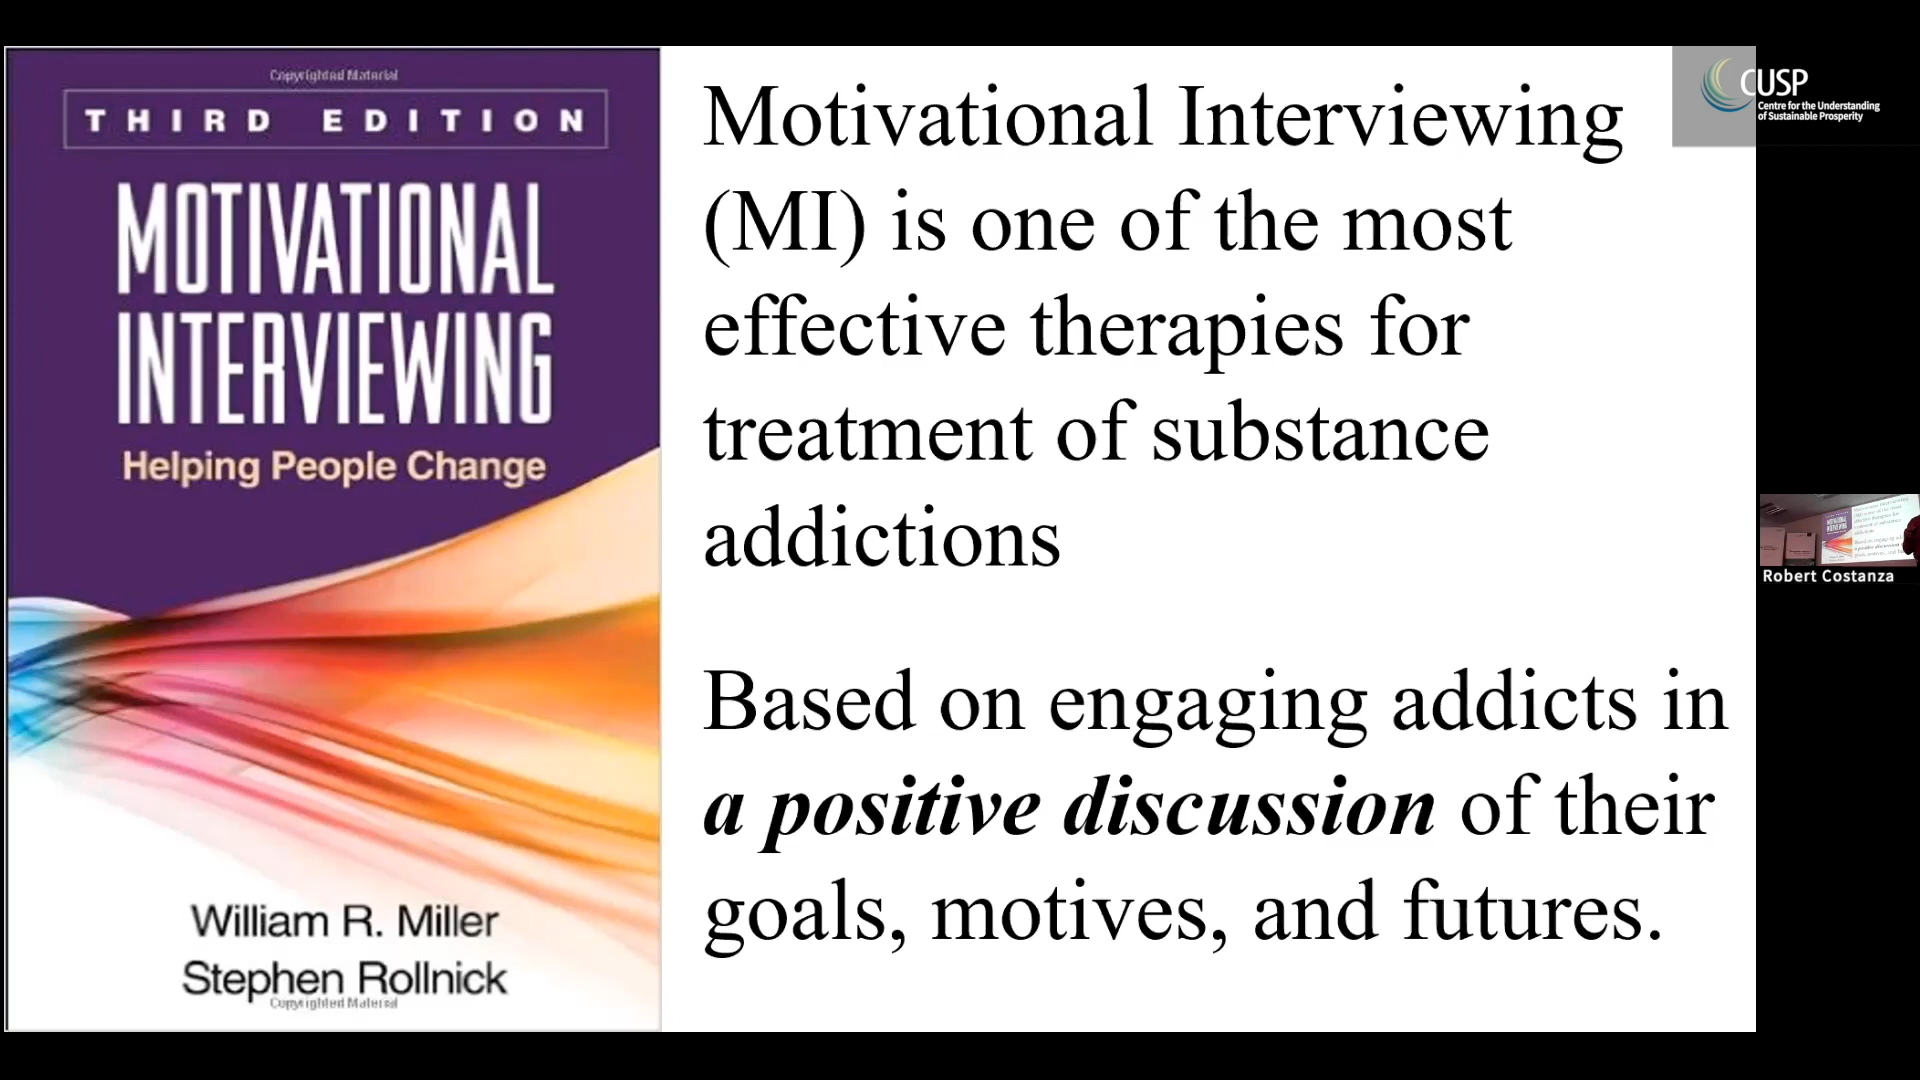 Copyrighted Material
THIRD EDITION
MOTIVATIONAL
INTERVIEWING
Helping People Change
William R. Miller
Stephen Rollnick
Copyrighted Material
Motivational Interviewing
(MI) is one of the most
effective therapies for
treatment of substance
addictions
Based on engaging addicts in
a positive discussion of their
goals, motives, and futures.
CUSP
Centre for the Understanding
of Sustainable Prosperity
Robert Costanza